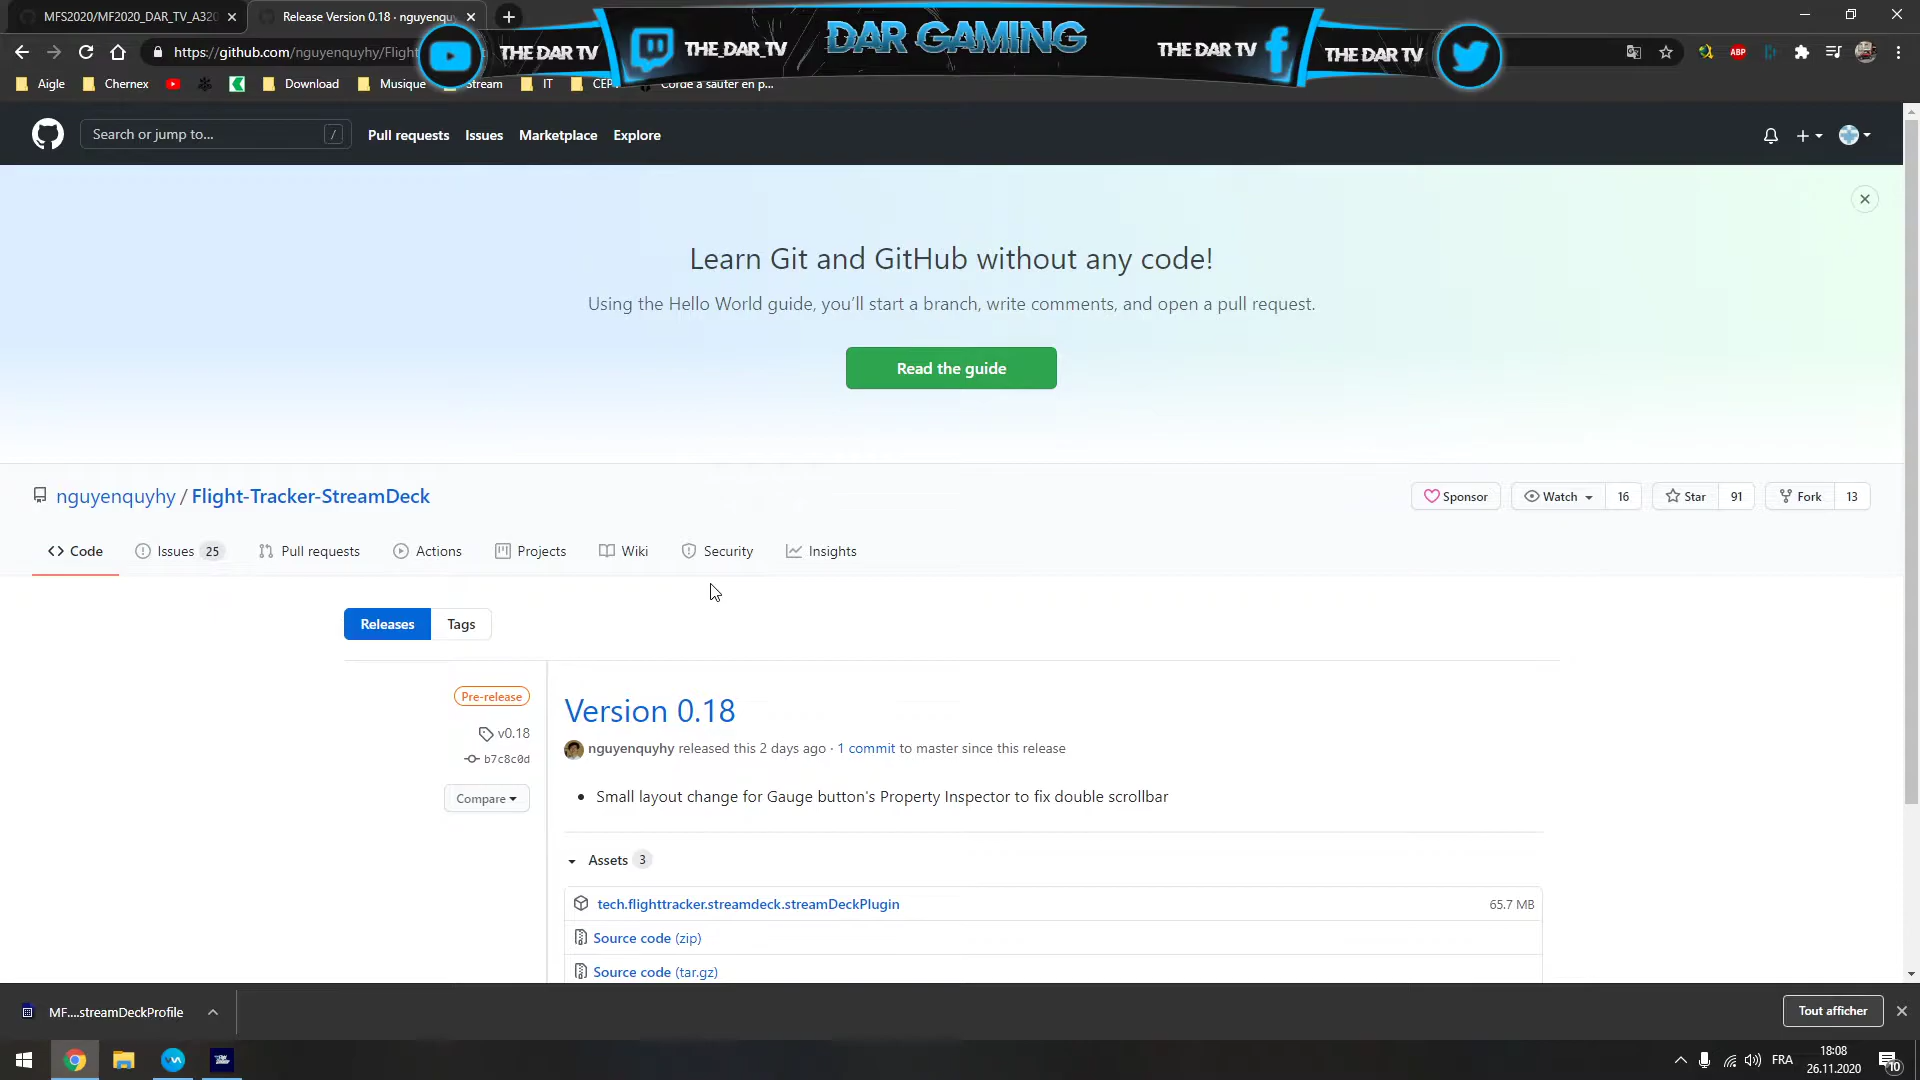 MFS2020/MF2020_DAR_TV_A320
Release Version 0.18 · nguyenqu
https://github.com/nguyenquyhy/Flight
THE DAR TV
THE_DAR_TV
DAR GAMING
THE DAR TV
THE DAR TV
ABP
Aigle
Chernex
Download
Musique
Stream
IT
CEP
Corde à sauter en p...
Search or jump to...
/
Pull requests
Issues
Marketplace
Explore
Learn Git and GitHub without any code!
Using the Hello World guide, you’ll start a branch, write comments, and open a pull request.
Read the guide
nguyenquyhy / Flight-Tracker-StreamDeck
Sponsor
Watch
16
Star
91
Fork
13
Code
Issues 25
Pull requests
Actions
Projects
Wiki
Security
Insights
Releases
Tags
Pre-release
v0.18
b7c8c0d
Compare
Version 0.18
nguyenquyhy released this 2 days ago · 1 commit to master since this release
• Small layout change for Gauge button's Property Inspector to fix double scrollbar
Assets 3
tech.flighttracker.streamdeck.streamDeckPlugin
65.7 MB
Source code (zip)
Source code (tar.gz)
MF....streamDeckProfile
Tout afficher
FRA
18:08
26.11.2020
10